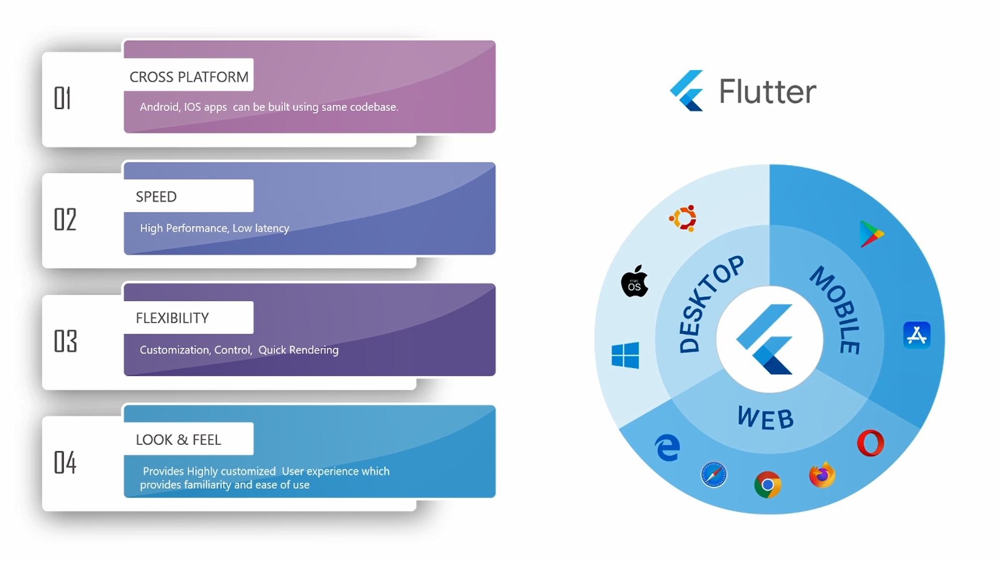 01
CROSS PLATFORM
Android, IOS apps  can be built using same codebase.
02
SPEED
High Performance, Low latency
03
FLEXIBILITY
Customization, Control,  Quick Rendering
04
LOOK & FEEL
Provides Highly customized  User experience which
provides familiarity and ease of use
Flutter
DESKTOP
MOBILE
WEB
mac
OS